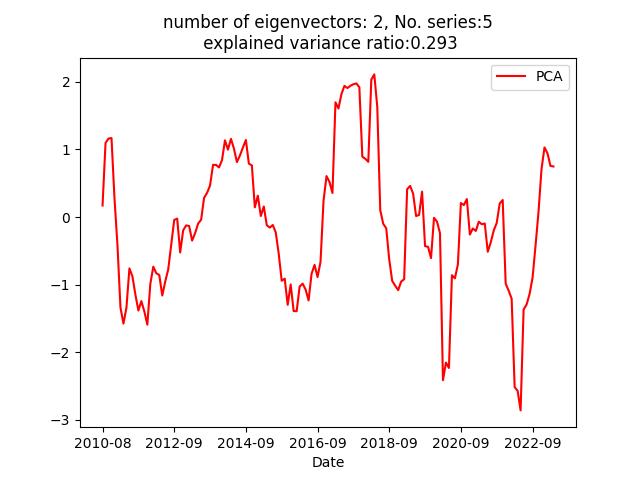 number of eigenvectors: 2, No. series:5
explained variance ratio:0.293
PCA
2
1
0
−1
−2
−3
2010-08 2012-09 2014-09 2016-09 2018-09 2020-09 2022-09
Date